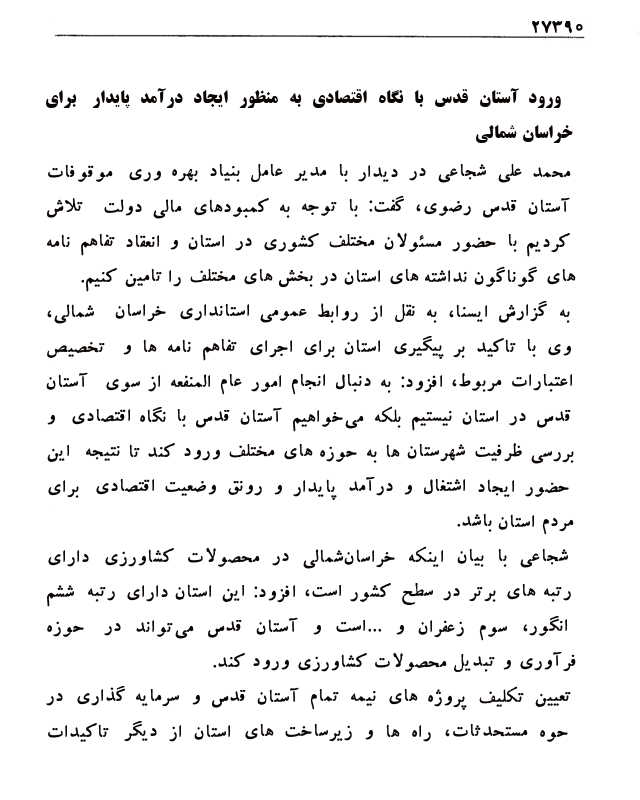 ۲۷۳۹۰
ورود آستان قدس با نگاه اقتصادی به منظور ایجاد درآمد پایدار برای
خراسان شمالی
محمد علی شجاعی در دیدار با مدیر عامل بنیاد بهره وری موقوفات
آستان قدس رضوی، گفت: با توجه به کمبودهای مالی دولت تلاش
کردیم با حضور مسئولان مختلف کشوری در استان و انعقاد تفاهم نامه
های گوناگون نداشته های استان در بخش های مختلف را تامین کنیم.
به گزارش ایسنا، به نقل از روابط عمومی استانداری خراسان شمالی،
وی با تاکید بر پیگیری استان برای اجرای تفاهم نامه ها و تخصیص
اعتبارات مربوط، افزود: به دنبال انجام امور عام المنفعه از سوی آستان
قدس در استان نیستیم بلکه می‌خواهیم آستان قدس با نگاه اقتصادی و
بررسی ظرفیت شهرستان ها به حوزه های مختلف ورود کند تا نتیجه این
حضور ایجاد اشتغال و درآمد پایدار و رونق وضعیت اقتصادی برای
مردم استان باشد.
شجاعی با بیان اینکه خراسان‌شمالی در محصولات کشاورزی دارای
رتبه های برتر در سطح کشور است، افزود: این استان دارای رتبه ششم
انگور، سوم زعفران و ...است و آستان قدس می‌تواند در حوزه
فرآوری و تبدیل محصولات کشاورزی ورود کند.
تعیین تکلیف پروژه های نیمه تمام آستان قدس و سرمایه گذاری در
حوه مستحدثات، راه ها و زیرساخت های استان از دیگر تاکیدات